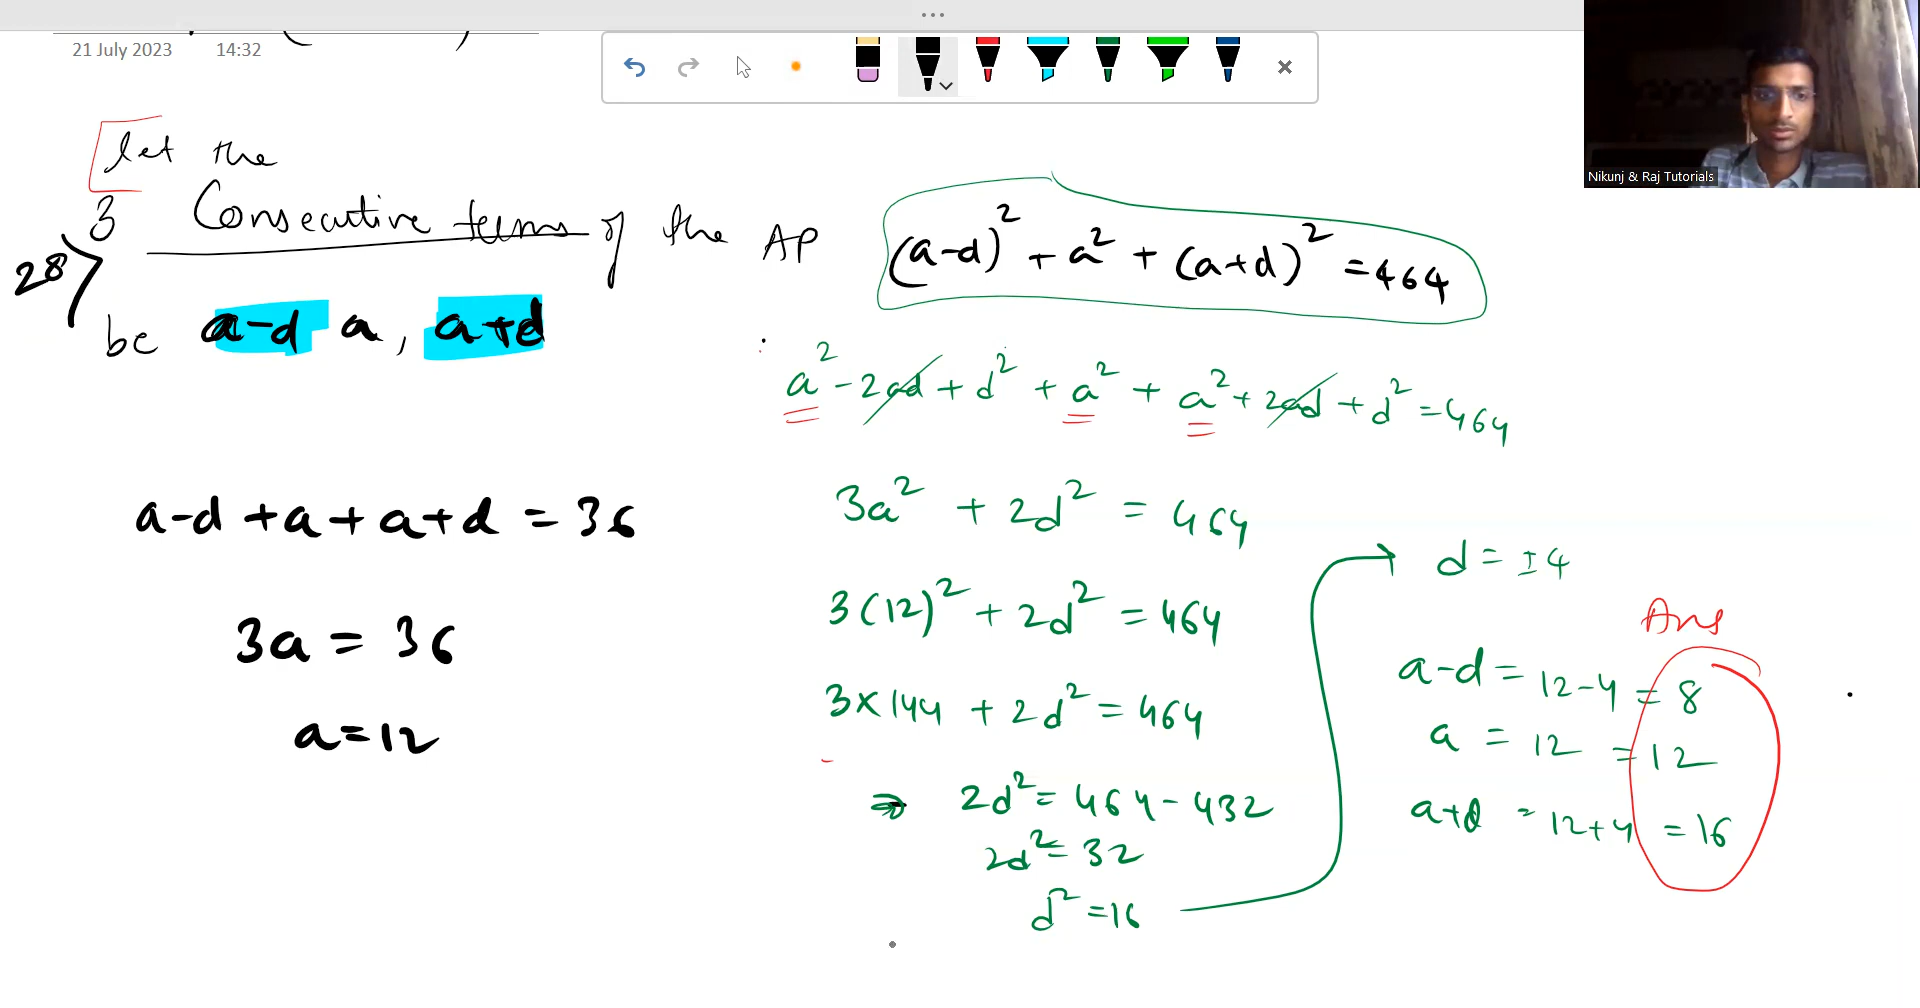 21 July 2023 14:32
Nikunj & Raj Tutorials
let the
3 Consecutive terms of the AP
28>
be a-d a, a+d
a-d +a + a+d = 36
3a = 36
a=12
(a-d)² + a² + (a+d)² = 464
a² - 2ad + d² + a² + a² + 2ad + d² = 464
3a² + 2d² = 464
3(12)² + 2d² = 464
3×144 + 2d² = 464
⇒ 2d² = 464 - 432
2d² = 32
d² = 16
d = ±4
Ans
a-d = 12-4 = 8
a = 12 = 12
a+d = 12+4 = 16